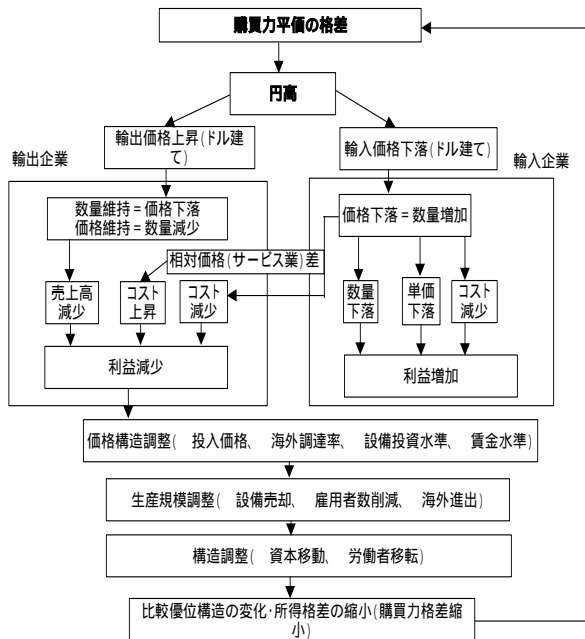 購買力平価の格差
円高
輸出価格上昇(ドル建
て)
輸入価格下落(ドル建て)
輸出企業
輸入企業
数量維持=価格下落
価格維持=数量減少
価格下落=数量増加
相対価格(サービス業)差
売上高
減少
コスト
上昇
コスト
減少
数量
下落
単価
下落
コスト
減少
利益減少
利益増加
価格構造調整( 投入価格、 海外調達率、 設備投資水準、 賃金水準)
生産規模調整( 設備売却、 雇用者数削減、 海外進出)
構造調整( 資本移動、 労働者移転)
比較優位構造の変化・所得格差の縮小(購買力格差縮
小)